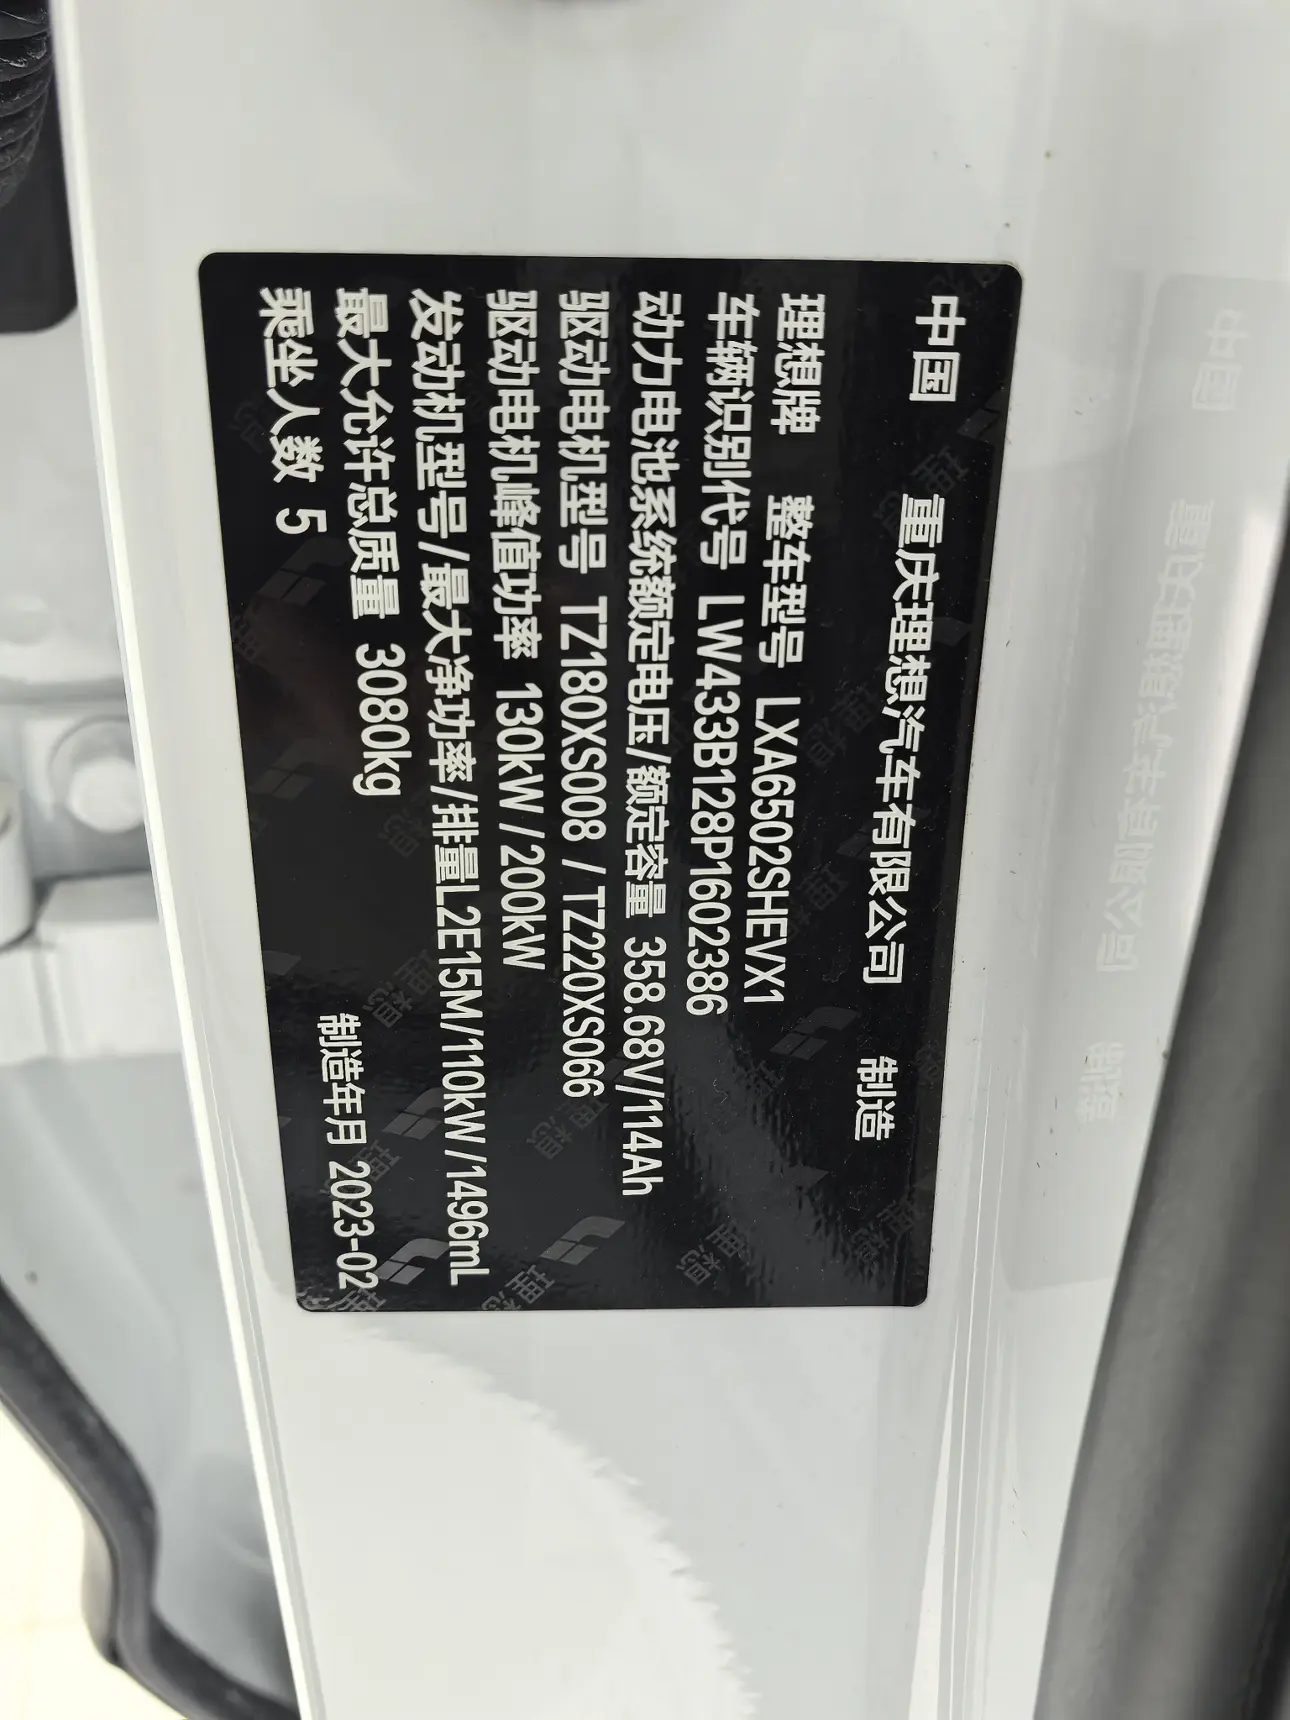 中国 重庆理想汽车有限公司 制造
理想牌 整车型号 LXA6502SHEVX1
车辆识别代号 LW433B128P1602386
动力电池系统额定电压/额定容量 358.68V/114Ah
驱动电机型号 TZ180XS008 / TZ220XS066
驱动电机峰值功率 130kW / 200kW
发动机型号/最大净功率/排量L2E15M/110kW/1496mL
最大允许总质量 3080kg
乘坐人数 5
制造年月 2023-02